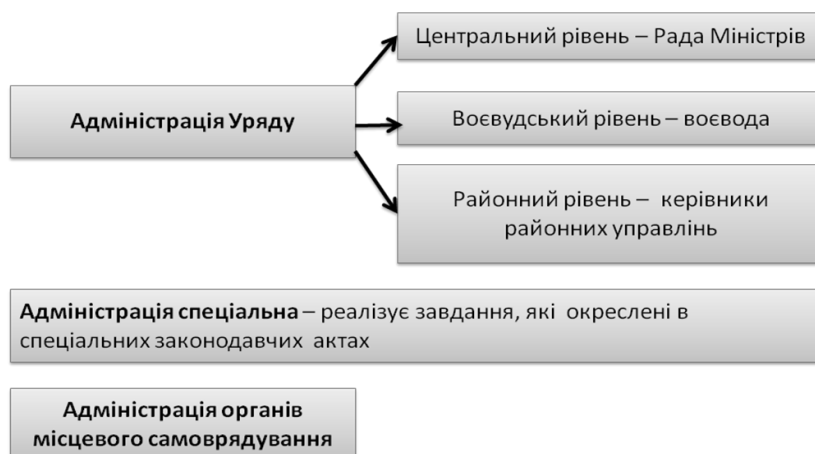 Центральний рівень – Рада Міністрів
Адміністрація Уряду
Воєвудський рівень – воєвода
Районний рівень – керівники
районних управлінь
Адміністрація спеціальна – реалізує завдання, які окреслені в
спеціальних законодавчих актах
Адміністрація органів
місцевого самоврядування